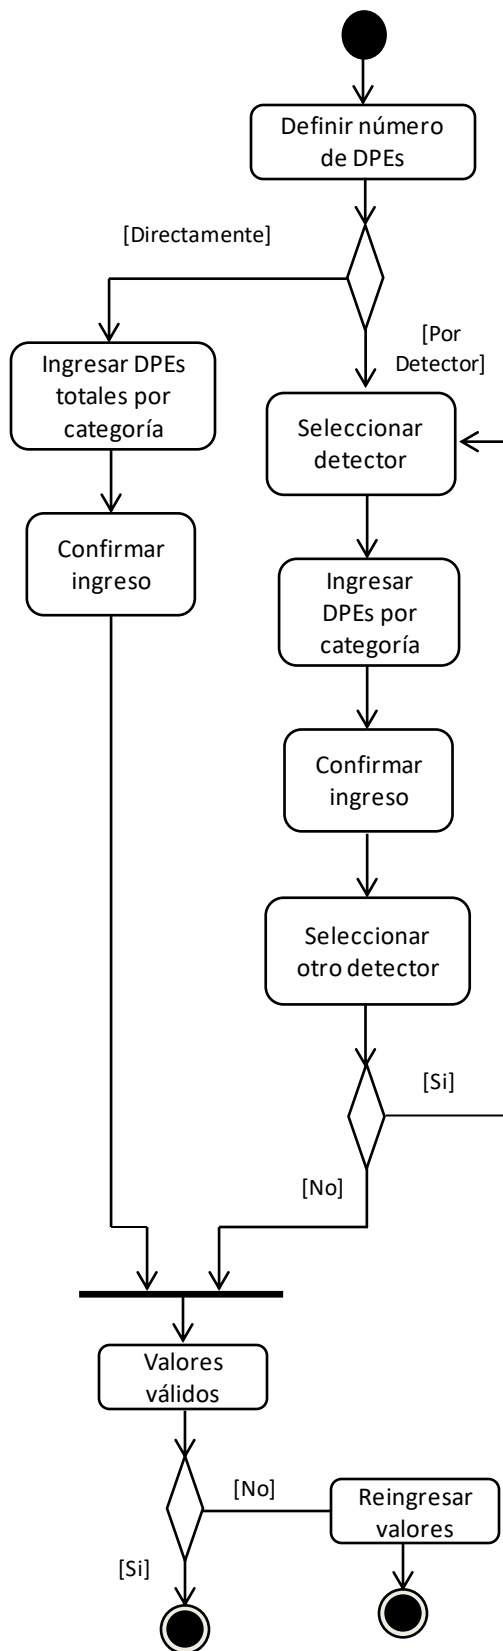 Definir número
de DPEs
[Directamente]
[Por
Detector]
Ingresar DPEs
totales por
categoría
Seleccionar
detector
Confirmar
ingreso
Ingresar
DPEs por
categoría
Confirmar
ingreso
Seleccionar
otro detector
[Si]
[No]
Valores
válidos
[No]
Reingresar
valores
[Si]